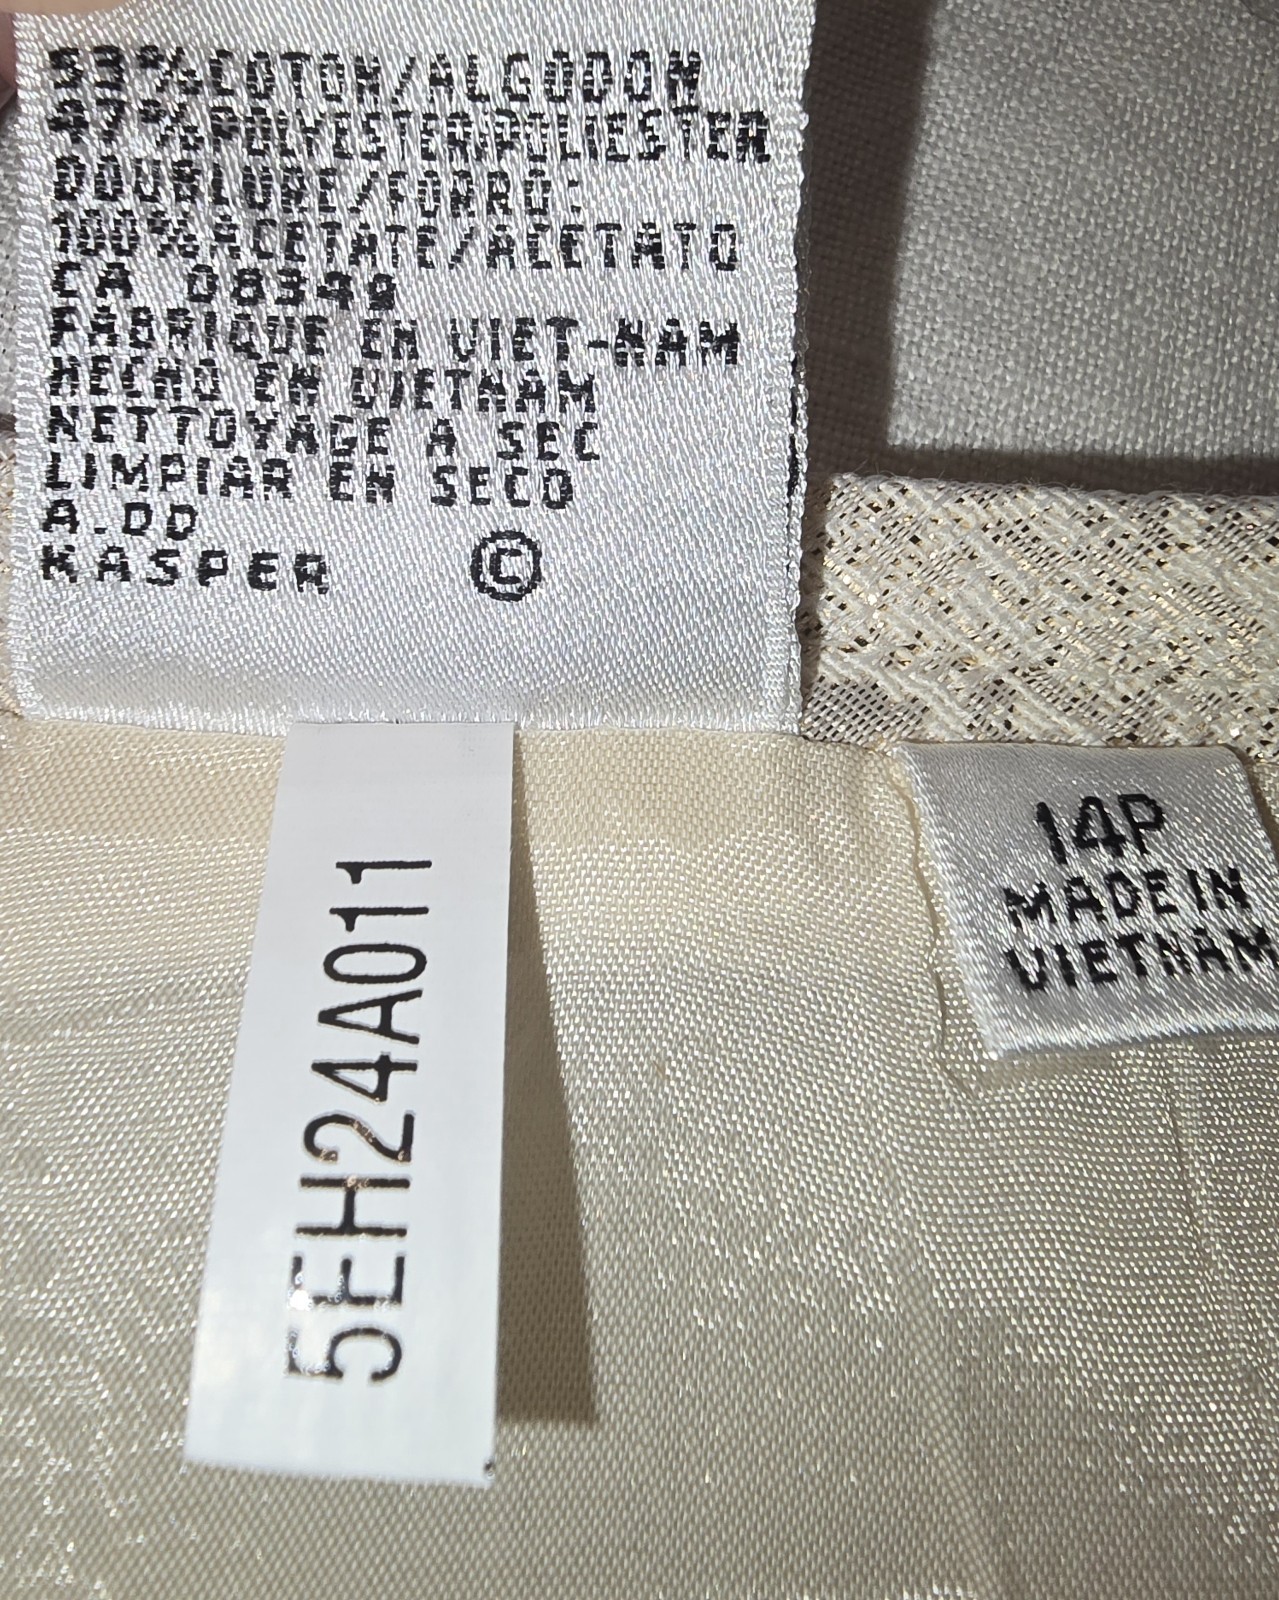 53%COTON/ALGODON
47%POLYESTER/POLIESTER
DOUBLURE/FORRO:
100%ACETATE/ACETATO
CA 08349
FABRIQUE EN VIET-NAM
HECHO EN VIETNAM
NETTOYAGE A SEC
LIMPIAR EN SECO
A.DD
KASPER ©
5EH24A011
14P
MADE IN
VIETNAM